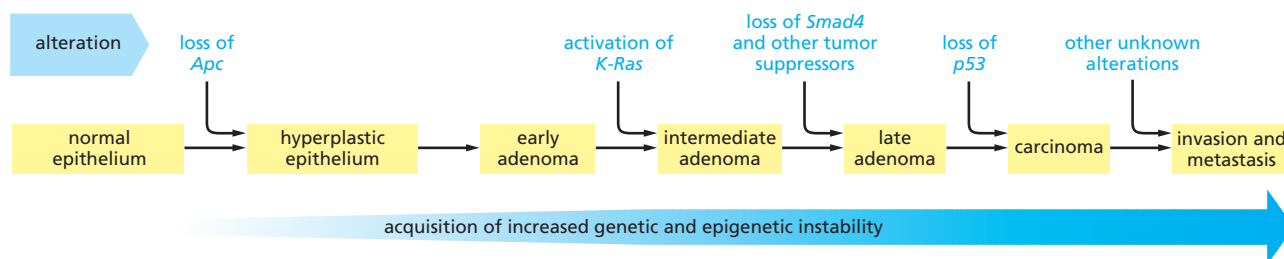 alteration
loss of
Apc
activation of
K-Ras
loss of Smad4
and other tumor
suppressors
loss of
p53
other unknown
alterations
normal
epithelium
hyperplastic
epithelium
early
adenoma
intermediate
adenoma
late
adenoma
carcinoma
invasion and
metastasis
acquisition of increased genetic and epigenetic instability